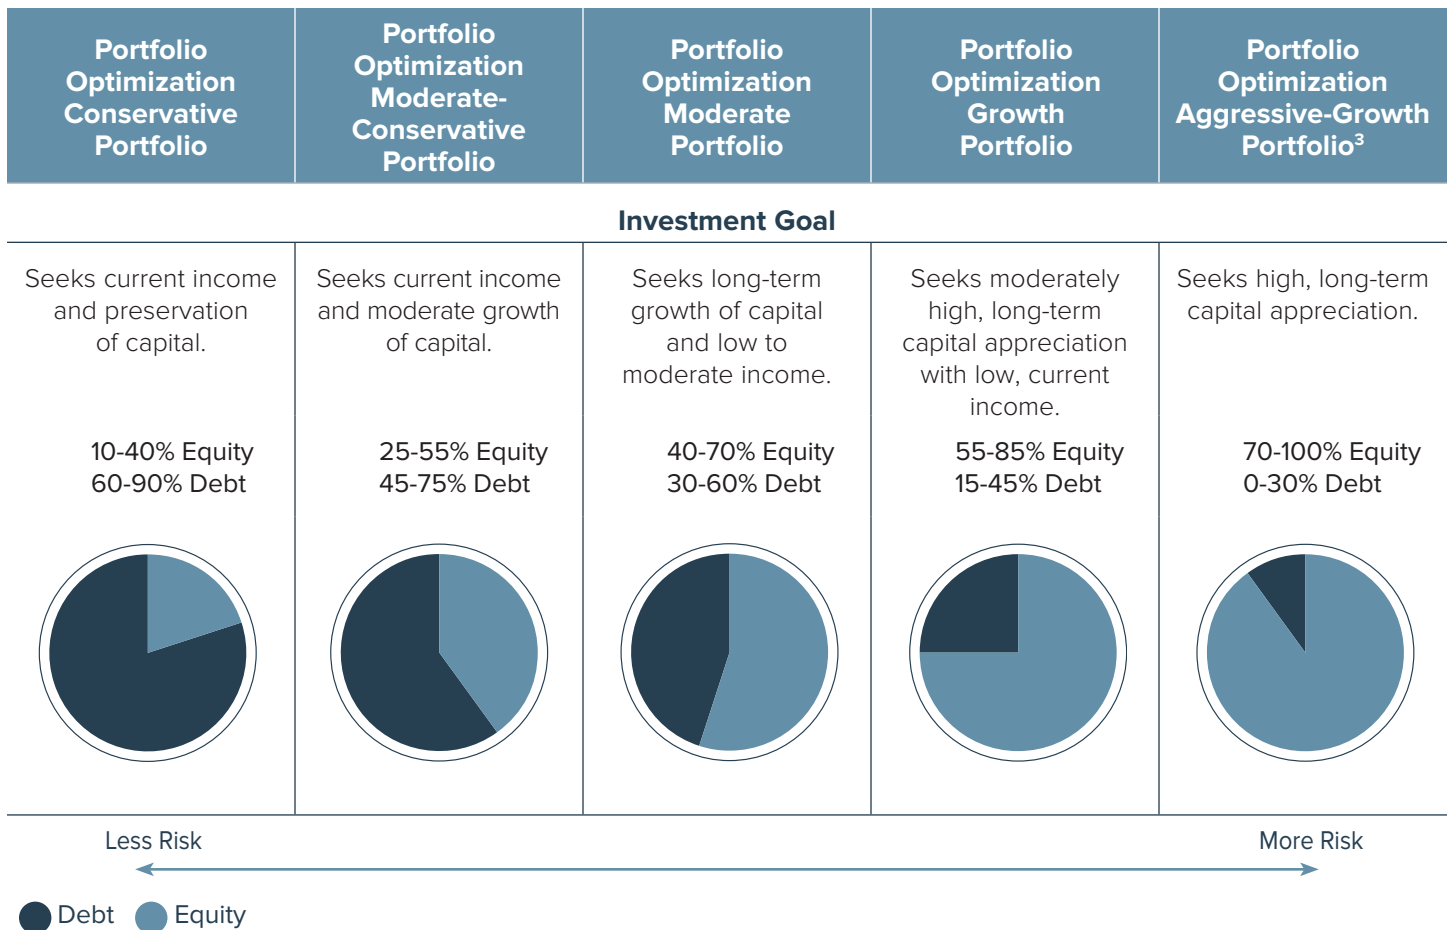 Portfolio
Optimization
Conservative
Portfolio
Portfolio
Optimization
Moderate-
Conservative
Portfolio
Portfolio
Optimization
Moderate
Portfolio
Portfolio
Optimization
Growth
Portfolio
Portfolio
Optimization
Aggressive-Growth
Portfolio³
Investment Goal
Seeks current income
and preservation
of capital.
Seeks current income
and moderate growth
of capital.
Seeks long-term
growth of capital
and low to
moderate income.
Seeks moderately
high, long-term
capital appreciation
with low, current
income.
Seeks high, long-term
capital appreciation.
10-40% Equity
60-90% Debt
25-55% Equity
45-75% Debt
40-70% Equity
30-60% Debt
55-85% Equity
15-45% Debt
70-100% Equity
0-30% Debt
Less Risk
More Risk
Debt
Equity